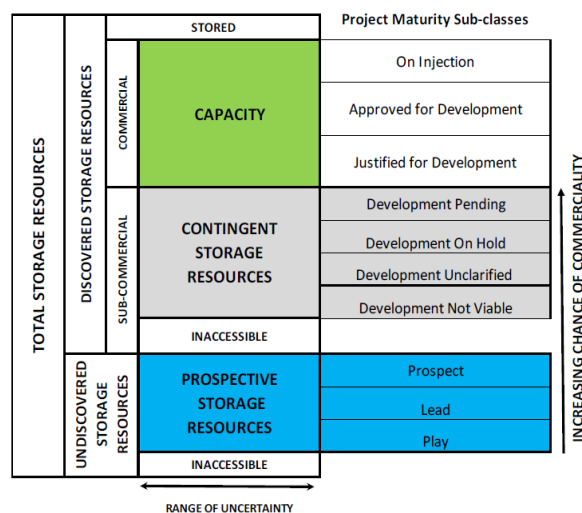 STORED
Project Maturity Sub-classes
TOTAL STORAGE RESOURCES
DISCOVERED STORAGE RESOURCES
COMMERCIAL
CAPACITY
On Injection
Approved for Development
Justified for Development
SUB-COMMERCIAL
CONTINGENT
STORAGE
RESOURCES
Development Pending
Development On Hold
Development Unclarified
Development Not Viable
INACCESSIBLE
UNDISCOVERED
STORAGE
RESOURCES
PROSPECTIVE
STORAGE
RESOURCES
Prospect
Lead
Play
INACCESSIBLE
INCREASING CHANCE OF COMMERCIALITY
RANGE OF UNCERTAINTY